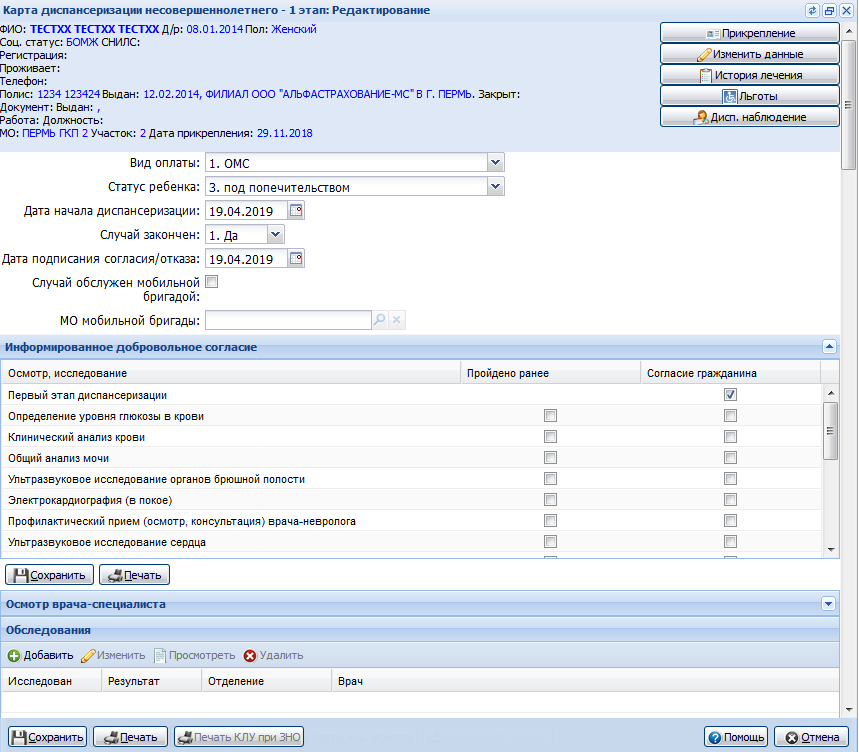 Карта диспансеризации несовершеннолетнего - 1 этап: Редактирование
ФИО: ТЕСТХХ ТЕСТХХ ТЕСТХХ Д/р: 08.01.2014 Пол: Женский
Соц. статус: БОМЖ СНИЛС:
Регистрация:
Проживает:
Телефон:
Полис: 1234 123424 Выдан: 12.02.2014, ФИЛИАЛ ООО "АЛЬФАСТРАХОВАНИЕ-МС" В Г. ПЕРМЬ. Закрыт:
Документ: Выдан: ,
Работа: Должность:
МО: ПЕРМЬ ГКП 2 Участок: 2 Дата прикрепления: 29.11.2018
Прикрепление
Изменить данные
История лечения
Льготы
Дисп. наблюдение
Вид оплаты: 1. ОМС
Статус ребенка: 3. под попечительством
Дата начала диспансеризации: 19.04.2019
Случай закончен: 1. Да
Дата подписания согласия/отказа: 19.04.2019
Случай обслужен мобильной
бригадой:
МО мобильной бригады:
Информированное добровольное согласие
Осмотр, исследование Пройдено ранее Согласие гражданина
Первый этап диспансеризации
Определение уровня глюкозы в крови
Клинический анализ крови
Общий анализ мочи
Ультразвуковое исследование органов брюшной полости
Электрокардиография (в покое)
Профилактический прием (осмотр, консультация) врача-невролога
Ультразвуковое исследование сердца
Сохранить Печать
Осмотр врача-специалиста
Обследования
Добавить Изменить Просмотреть Удалить
Исследован Результат Отделение Врач
Сохранить Печать Печать КЛУ при ЗНО Помощь Отмена